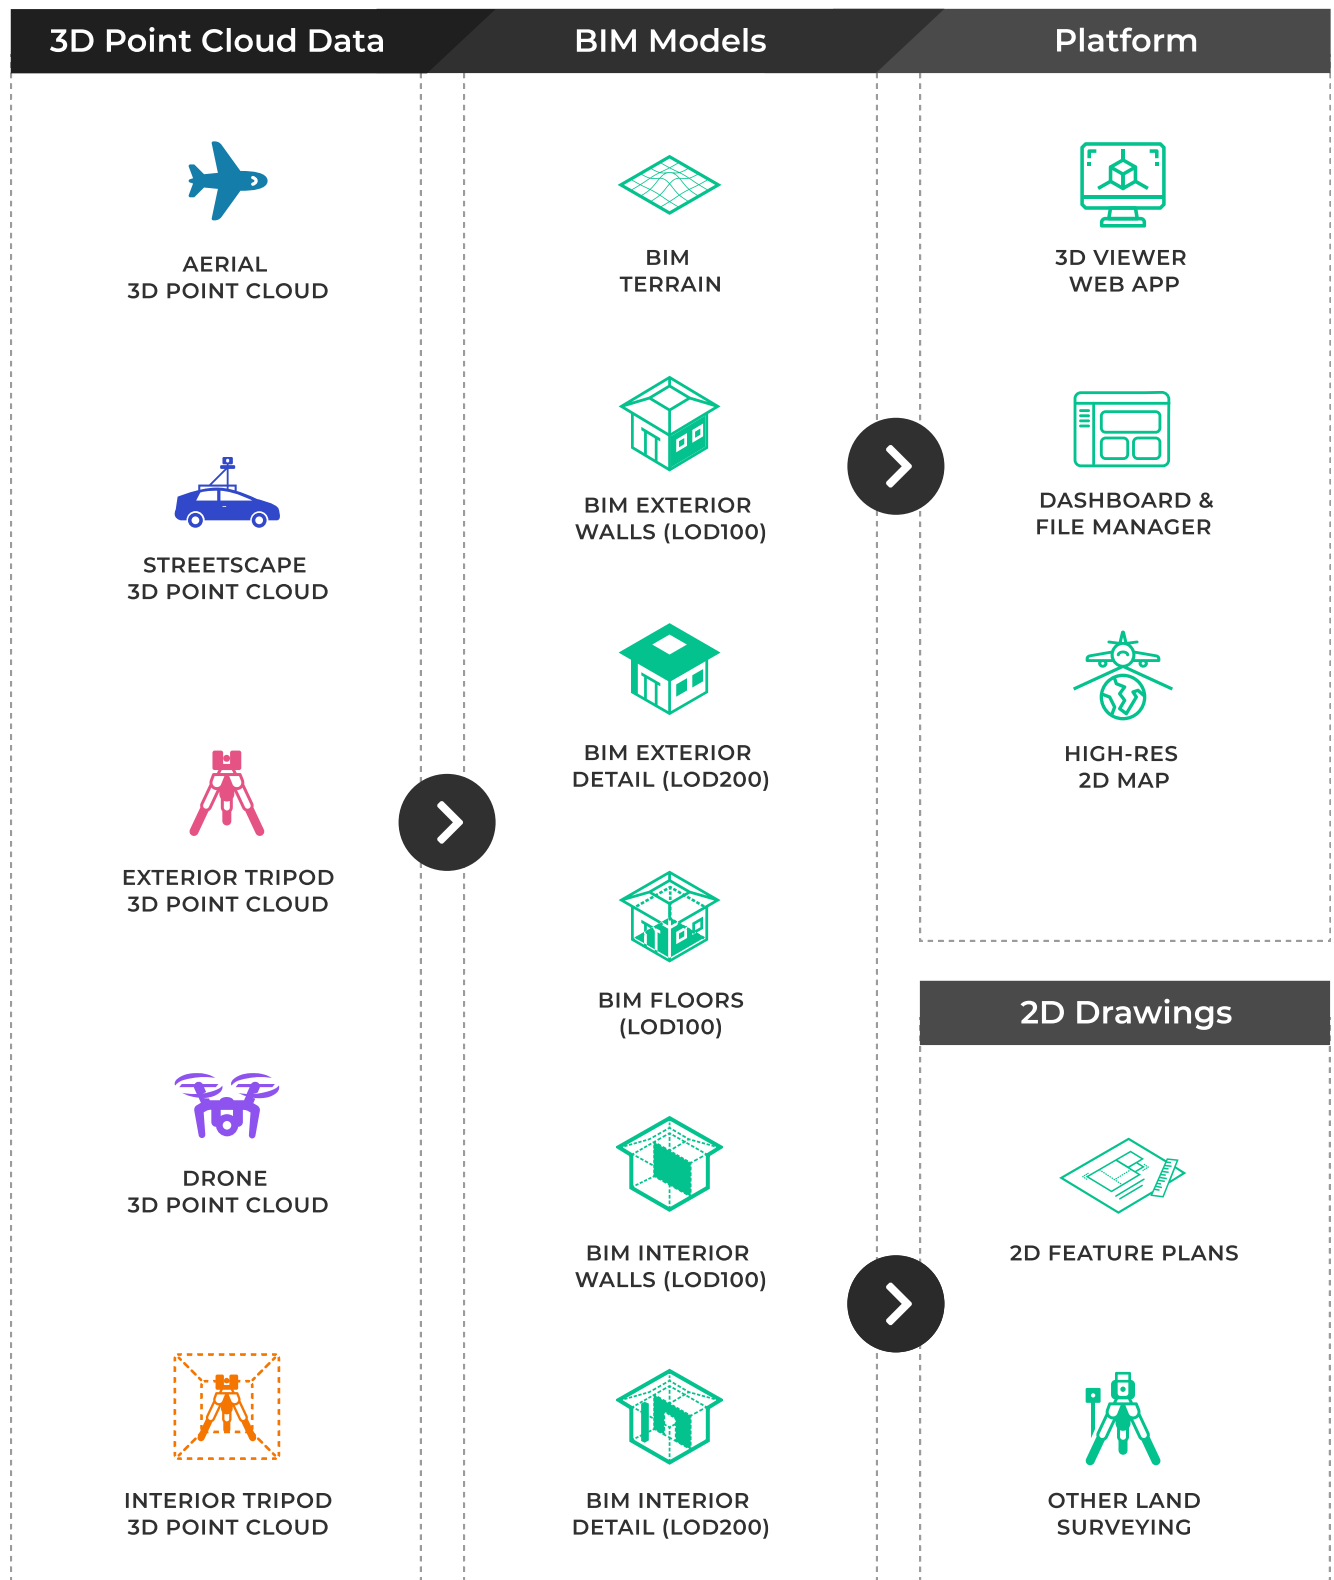 3D Point Cloud Data
BIM Models
Platform
AERIAL
3D POINT CLOUD
STREETSCAPE
3D POINT CLOUD
EXTERIOR TRIPOD
3D POINT CLOUD
DRONE
3D POINT CLOUD
INTERIOR TRIPOD
3D POINT CLOUD
BIM
TERRAIN
BIM EXTERIOR
WALLS (LOD100)
BIM EXTERIOR
DETAIL (LOD200)
BIM FLOORS
(LOD100)
BIM INTERIOR
WALLS (LOD100)
BIM INTERIOR
DETAIL (LOD200)
3D VIEWER
WEB APP
DASHBOARD &
FILE MANAGER
HIGH-RES
2D MAP
2D Drawings
2D FEATURE PLANS
OTHER LAND
SURVEYING